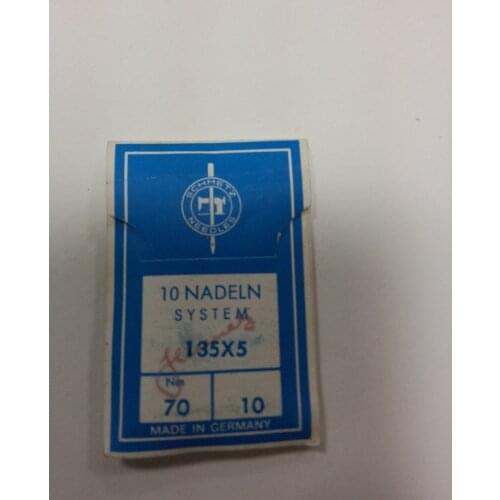 SCHMETZ
NEEDLES
10 NADELN
SYSTEM
135X5
Nm
70 10
MADE IN GERMANY